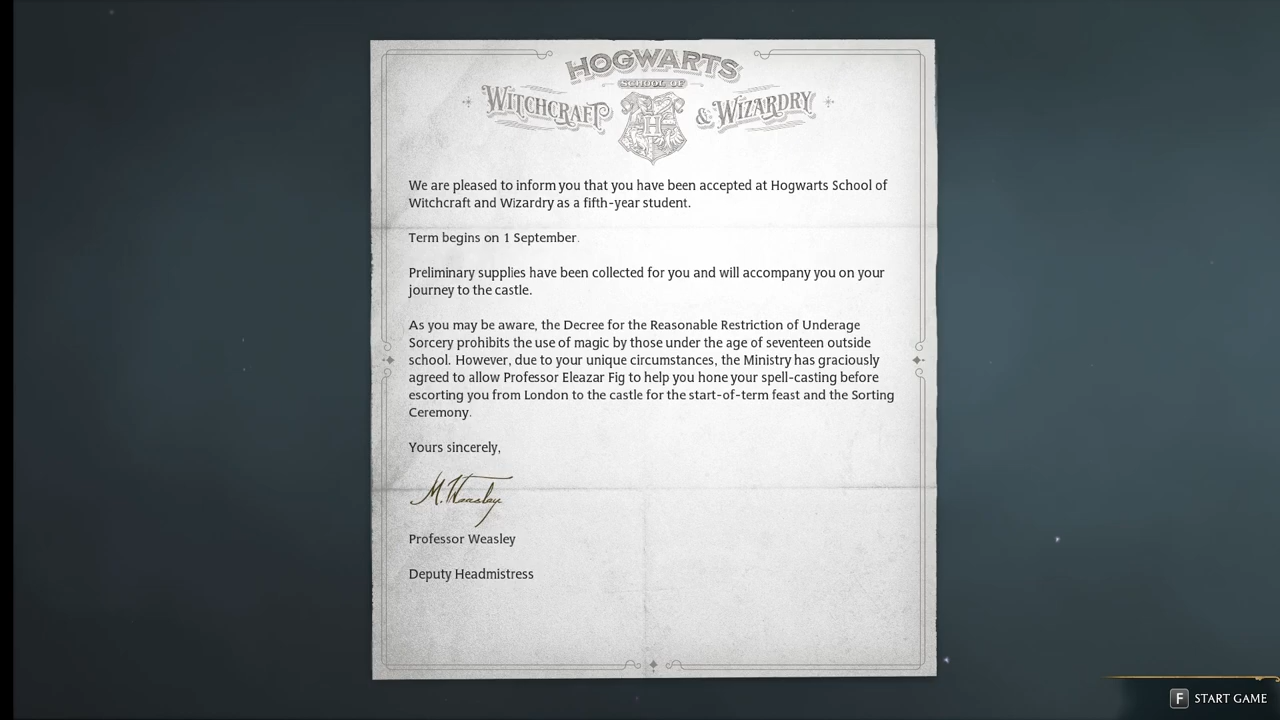 HOGWARTS
SCHOOL OF
WITCHCRAFT & WIZARDRY
H
We are pleased to inform you that you have been accepted at Hogwarts School of
Witchcraft and Wizardry as a fifth-year student.
Term begins on 1 September.
Preliminary supplies have been collected for you and will accompany you on your
journey to the castle.
As you may be aware, the Decree for the Reasonable Restriction of Underage
Sorcery prohibits the use of magic by those under the age of seventeen outside
school. However, due to your unique circumstances, the Ministry has graciously
agreed to allow Professor Eleazar Fig to help you hone your spell-casting before
escorting you from London to the castle for the start-of-term feast and the Sorting
Ceremony.
Yours sincerely,
M. Weasley
Professor Weasley
Deputy Headmistress
F START GAME